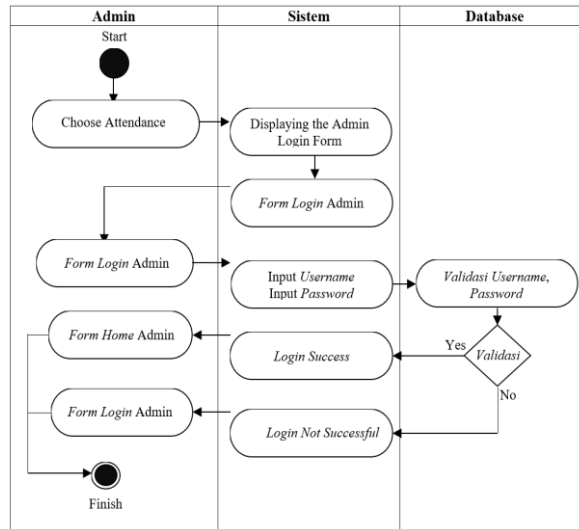 Admin
Sistem
Database
Start
Choose Attendance
Displaying the Admin
Login Form
Form Login Admin
Form Login Admin
Input Username
Input Password
Validasi Username,
Password
Form Home Admin
Login Success
Yes
Validasi
No
Form Login Admin
Login Not Successful
Finish